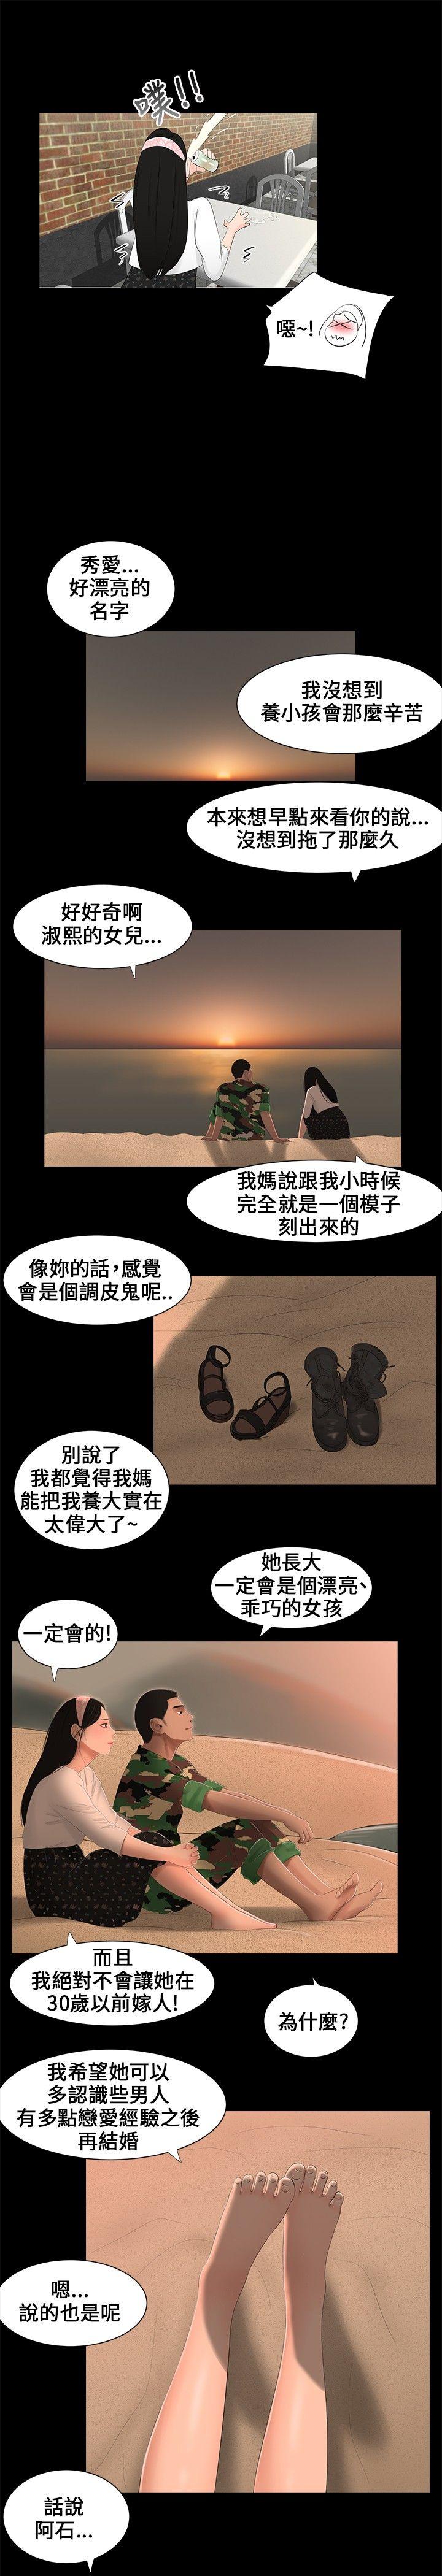 噗!!
噁~!
秀愛...
好漂亮的
名字
我沒想到
養小孩會那麼辛苦
本來想早點來看你的說...
沒想到拖了那麼久
好好奇啊
淑熙的女兒...
我媽說跟我小時候
完全就是一個模子
刻出來的
像妳的話,感覺
會是個調皮鬼呢..
別說了
我都覺得我媽
能把我養大實在
太偉大了~
她長大
一定會是個漂亮、
乖巧的女孩
一定會的!
而且
我絕對不會讓她在
30歲以前嫁人!
為什麼?
我希望她可以
多認識些男人
有多點戀愛經驗之後
再結婚
嗯...
說的也是呢
話說
阿石...